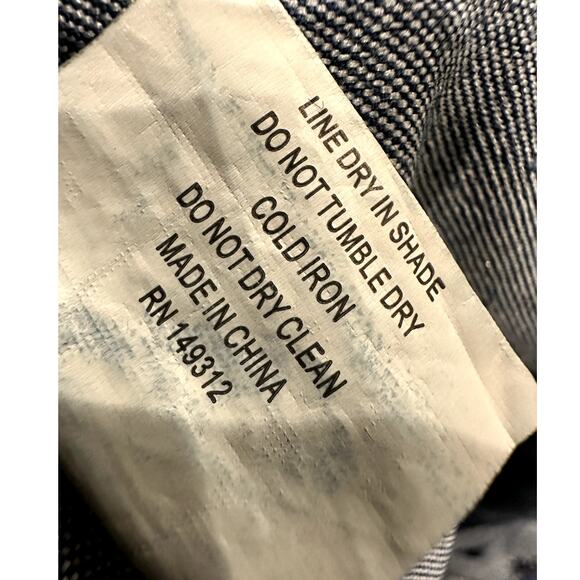 LINE DRY IN SHADE
DO NOT TUMBLE DRY
COLD IRON
DO NOT DRY CLEAN
MADE IN CHINA
RN 149312